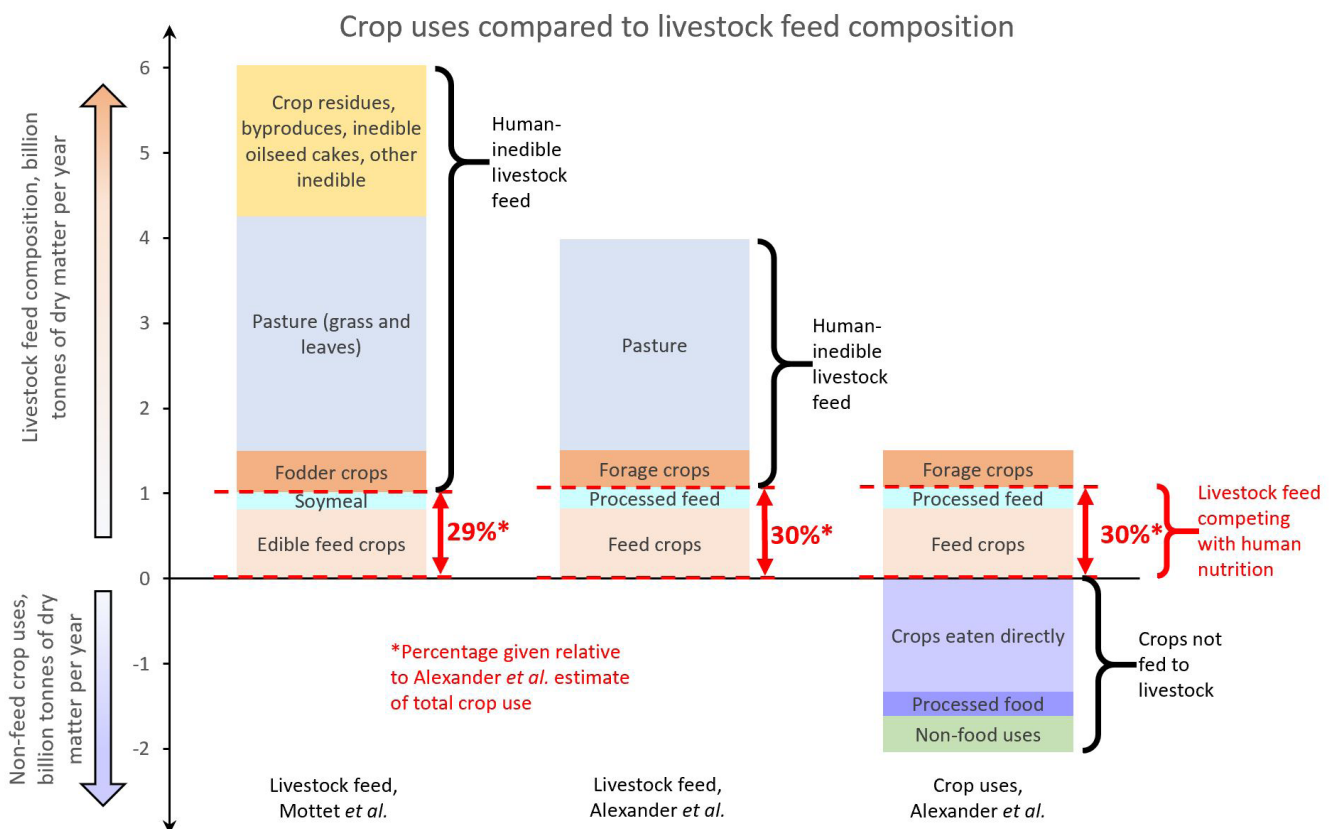 Crop uses compared to livestock feed composition
Livestock feed composition, billion
tonnes of dry matter per year
Non-feed crop uses,
billion tonnes of dry
matter per year
6
5
4
3
2
1
0
-1
-2
Crop residues,
byproduces, inedible
oilseed cakes, other
inedible
Pasture (grass and
leaves)
Fodder crops
Soymeal
Edible feed crops
Human-
inedible
livestock
feed
29%*
Pasture
Forage crops
Processed feed
Feed crops
Human-
inedible
livestock
feed
30%*
Forage crops
Processed feed
Feed crops
30%*
Livestock feed
competing
with human
nutrition
Crops eaten directly
Processed food
Non-food uses
Crops not
fed to
livestock
*Percentage given relative
to Alexander et al. estimate
of total crop use
Livestock feed,
Mottet et al.
Livestock feed,
Alexander et al.
Crop uses,
Alexander et al.